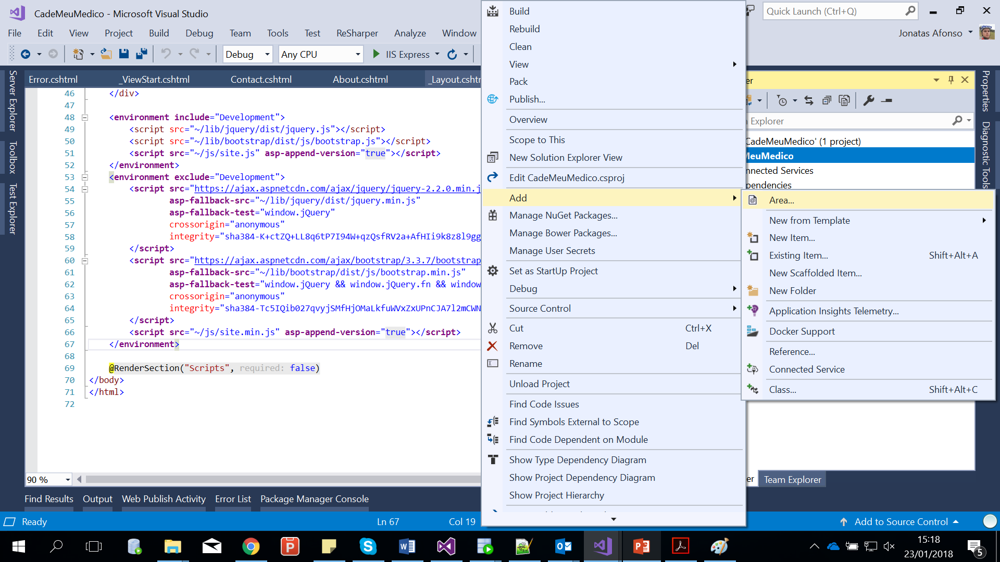 CadeMeuMedico - Microsoft Visual Studio
Quick Launch (Ctrl+Q)
File Edit View Project Build Debug Team Tools Test ReSharper Analyze Window
Jonatas Afonso
Debug Any CPU IIS Express
Server Explorer
Toolbox
Test Explorer
Error.cshtml _ViewStart.cshtml Contact.cshtml About.cshtml
46 </div>
47
48 <environment include="Development">
49 <script src="~/lib/jquery/dist/jquery.js"></script>
50 <script src="~/lib/bootstrap/dist/js/bootstrap.js"></script>
51 <script src="~/js/site.js" asp-append-version="true"></script>
52 </environment>
53 <environment exclude="Development">
54 <script src="https://ajax.aspnetcdn.com/ajax/jquery/jquery-2.2.0.min.j
55 asp-fallback-src="~/lib/jquery/dist/jquery.min.js"
56 asp-fallback-test="window.jQuery"
57 crossorigin="anonymous"
58 integrity="sha384-K+ctZQ+LL8q6tP7I94W+qzQsfRV2a+AfHIi9k8z8l9gg
59 </script>
60 <script src="https://ajax.aspnetcdn.com/ajax/bootstrap/3.3.7/bootstrap
61 asp-fallback-src="~/lib/bootstrap/dist/js/bootstrap.min.js"
62 asp-fallback-test="window.jQuery && window.jQuery.fn && window
63 crossorigin="anonymous"
64 integrity="sha384-Tc5IQib027qvyjSMfHjOMaLkfuWVxZxUPnCJA7l2mCWN
65 </script>
66 <script src="~/js/site.min.js" asp-append-version="true"></script>
67 </environment>
68
69 @RenderSection("Scripts", required: false)
70 </body>
71 </html>
72
90 %
Build
Rebuild
Clean
View
Pack
Publish...
Overview
Scope to This
New Solution Explorer View
Edit CadeMeuMedico.csproj
Add
Manage NuGet Packages...
Manage Bower Packages...
Manage User Secrets
Set as StartUp Project
Debug
Source Control
Cut Ctrl+X
Remove Del
Rename
Unload Project
Find Code Issues
Find Symbols External to Scope
Find Code Dependent on Module
Show Type Dependency Diagram
Show Project Dependency Diagram
Show Project Hierarchy
er
Explorer
CadeMeuMedico' (1 project)
MeuMedico
nnected Services
pendencies
Area...
New from Template
New Item...
Existing Item... Shift+Alt+A
New Scaffolded Item...
New Folder
Application Insights Telemetry...
Docker Support
Reference...
Connected Service
Class... Shift+Alt+C
er Team Explorer
Properties
Diagnostic Tools
Find Results Output Web Publish Activity Error List Package Manager Console
Ready Ln 67 Col 19 Add to Source Control
15:18
23/01/2018
5